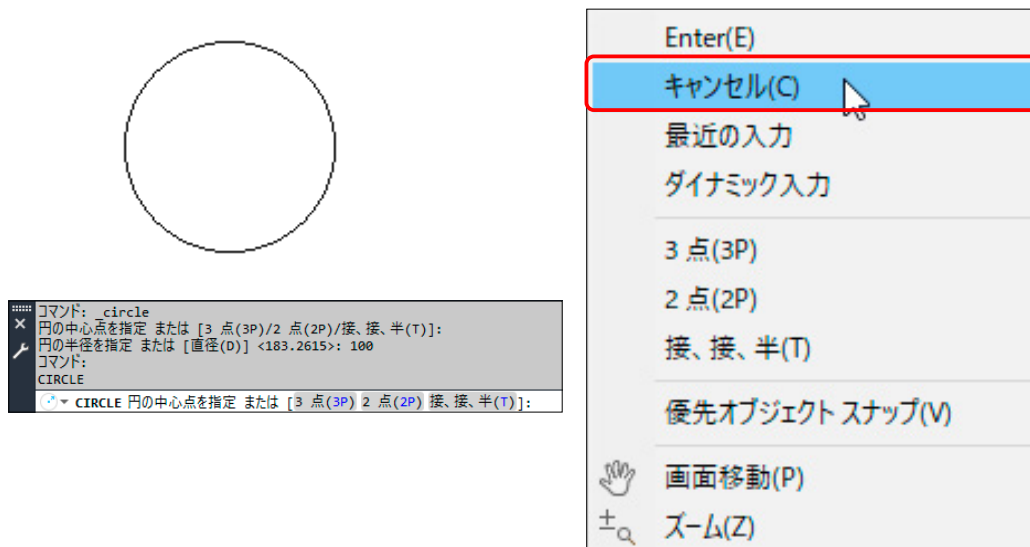 コマンド: _circle
円の中心点を指定 または [3 点(3P)/2 点(2P)/接、接、半(T)]:
円の半径を指定 または [直径(D)] <183.2615>: 100
コマンド:
CIRCLE
CIRCLE 円の中心点を指定 または [3 点(3P) 2 点(2P) 接、接、半(T)]:
Enter(E)
キャンセル(C)
最近の入力
ダイナミック入力
3 点(3P)
2 点(2P)
接、接、半(T)
優先オブジェクト スナップ(V)
画面移動(P)
ズーム(Z)